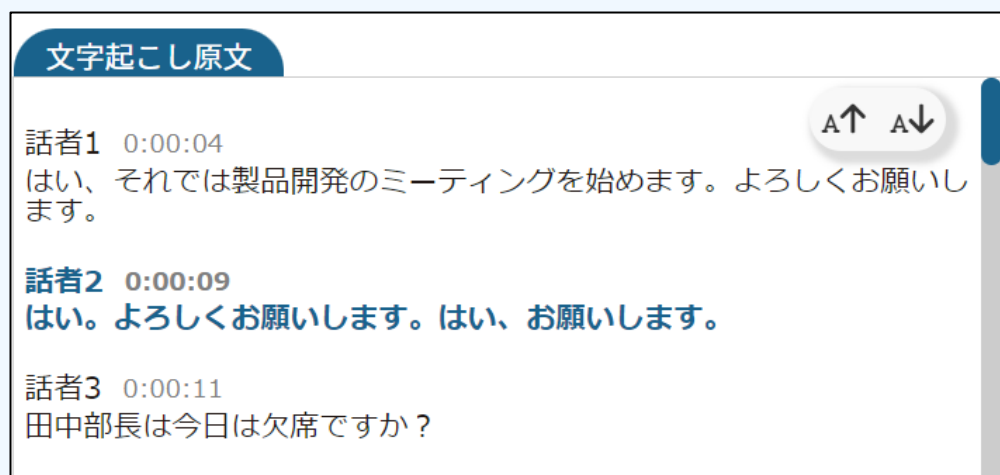 文字起こし原文
A↑ A↓
話者1 0:00:04
はい、それでは製品開発のミーティングを始めます。よろしくお願いし
ます。
話者2 0:00:09
はい。よろしくお願いします。はい、お願いします。
話者3 0:00:11
田中部長は今日は欠席ですか？